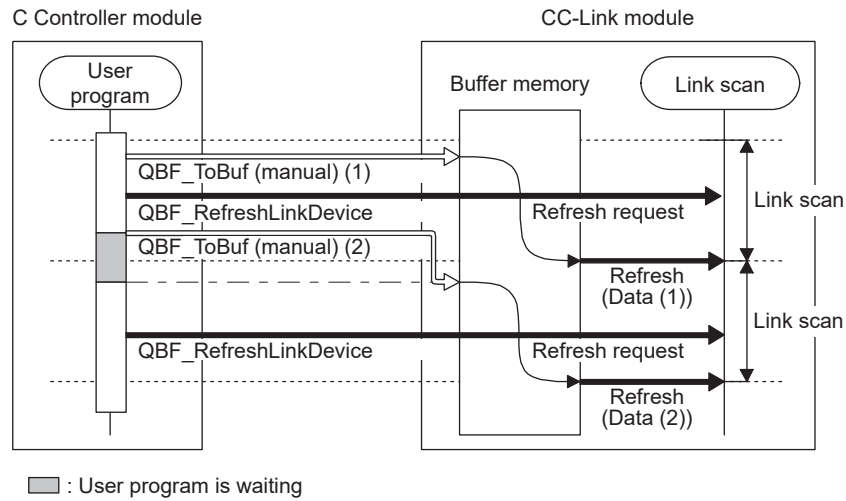 C Controller module
CC-Link module
User
program
Buffer memory
Link scan
QBF_ToBuf (manual) (1)
Link scan
QBF_RefreshLinkDevice
Refresh request
QBF_ToBuf (manual) (2)
Refresh
(Data (1))
Link scan
QBF_RefreshLinkDevice
Refresh request
Refresh
(Data (2))
: User program is waiting